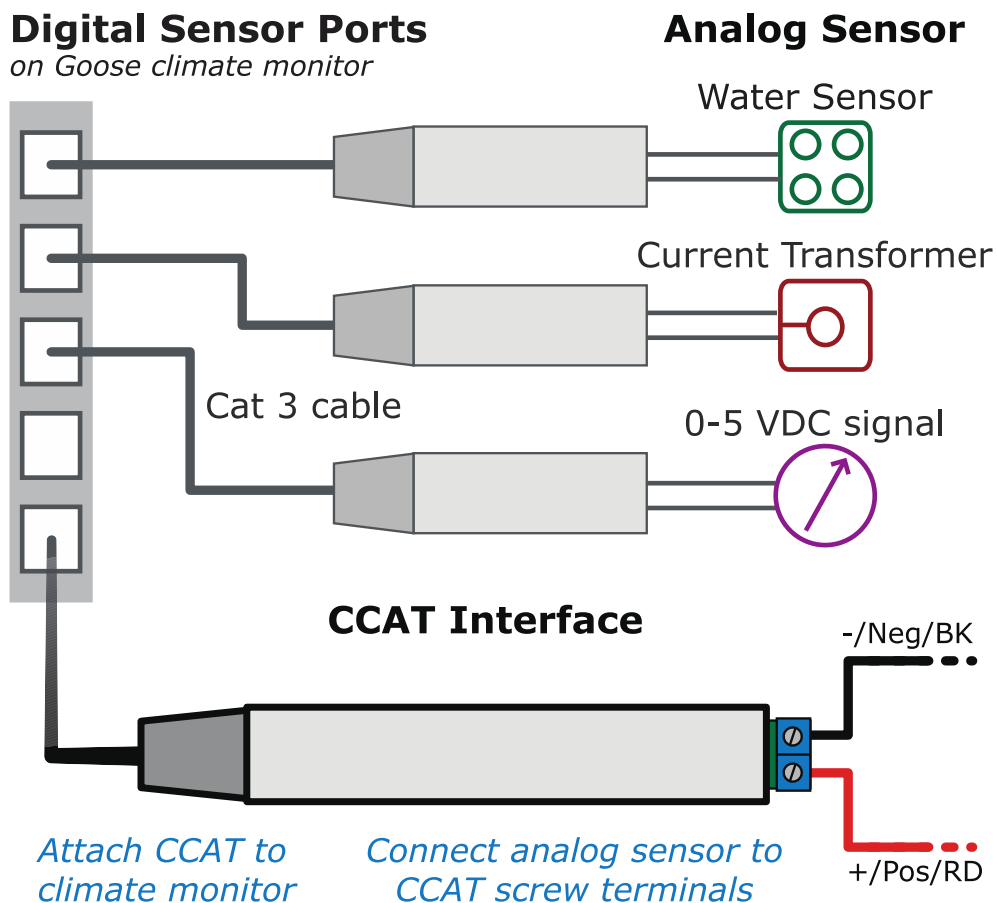 Digital Sensor Ports
on Goose climate monitor
Analog Sensor
Water Sensor
Current Transformer
Cat 3 cable
0-5 VDC signal
CCAT Interface
-/Neg/BK
+/Pos/RD
Attach CCAT to
climate monitor
Connect analog sensor to
CCAT screw terminals